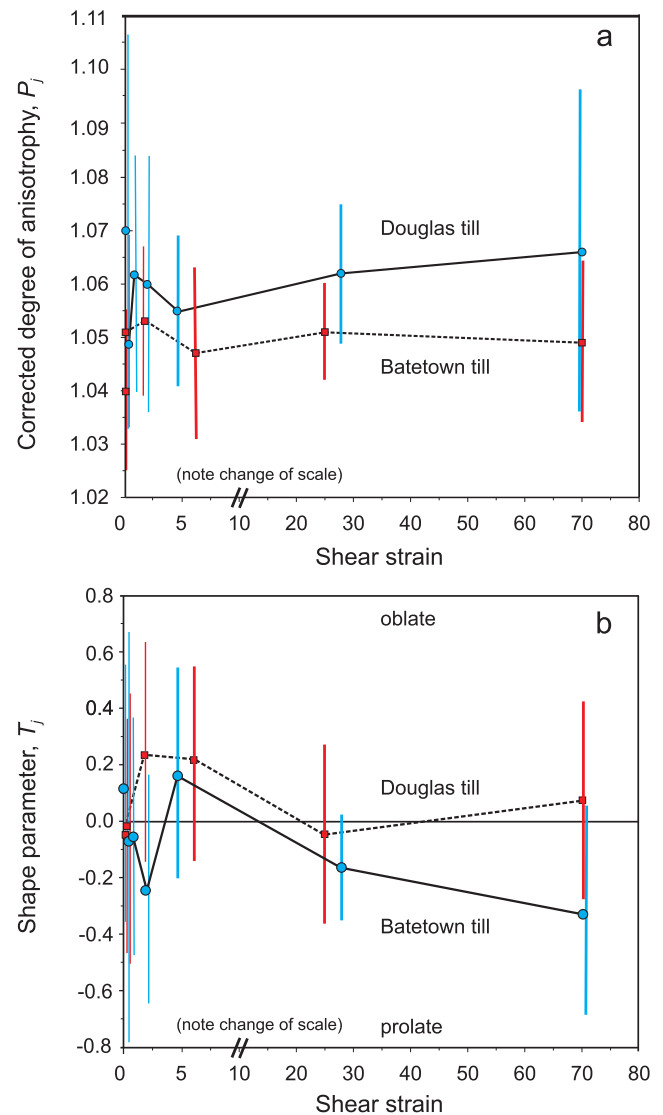 1.11
a
1.10
1.09
1.08
1.07
Douglas till
1.06
1.05
Batetown till
1.04
1.03
(note change of scale)
1.02
0 5 10 20 30 40 50 60 70 80
Shear strain
Corrected degree of anisotrophy, Pj
0.8
oblate
b
0.6
0.4
0.2
Douglas till
0.0
-0.2
Batetown till
-0.4
-0.6
(note change of scale)
prolate
-0.8
0 5 10 20 30 40 50 60 70 80
Shear strain
Shape parameter, Tj